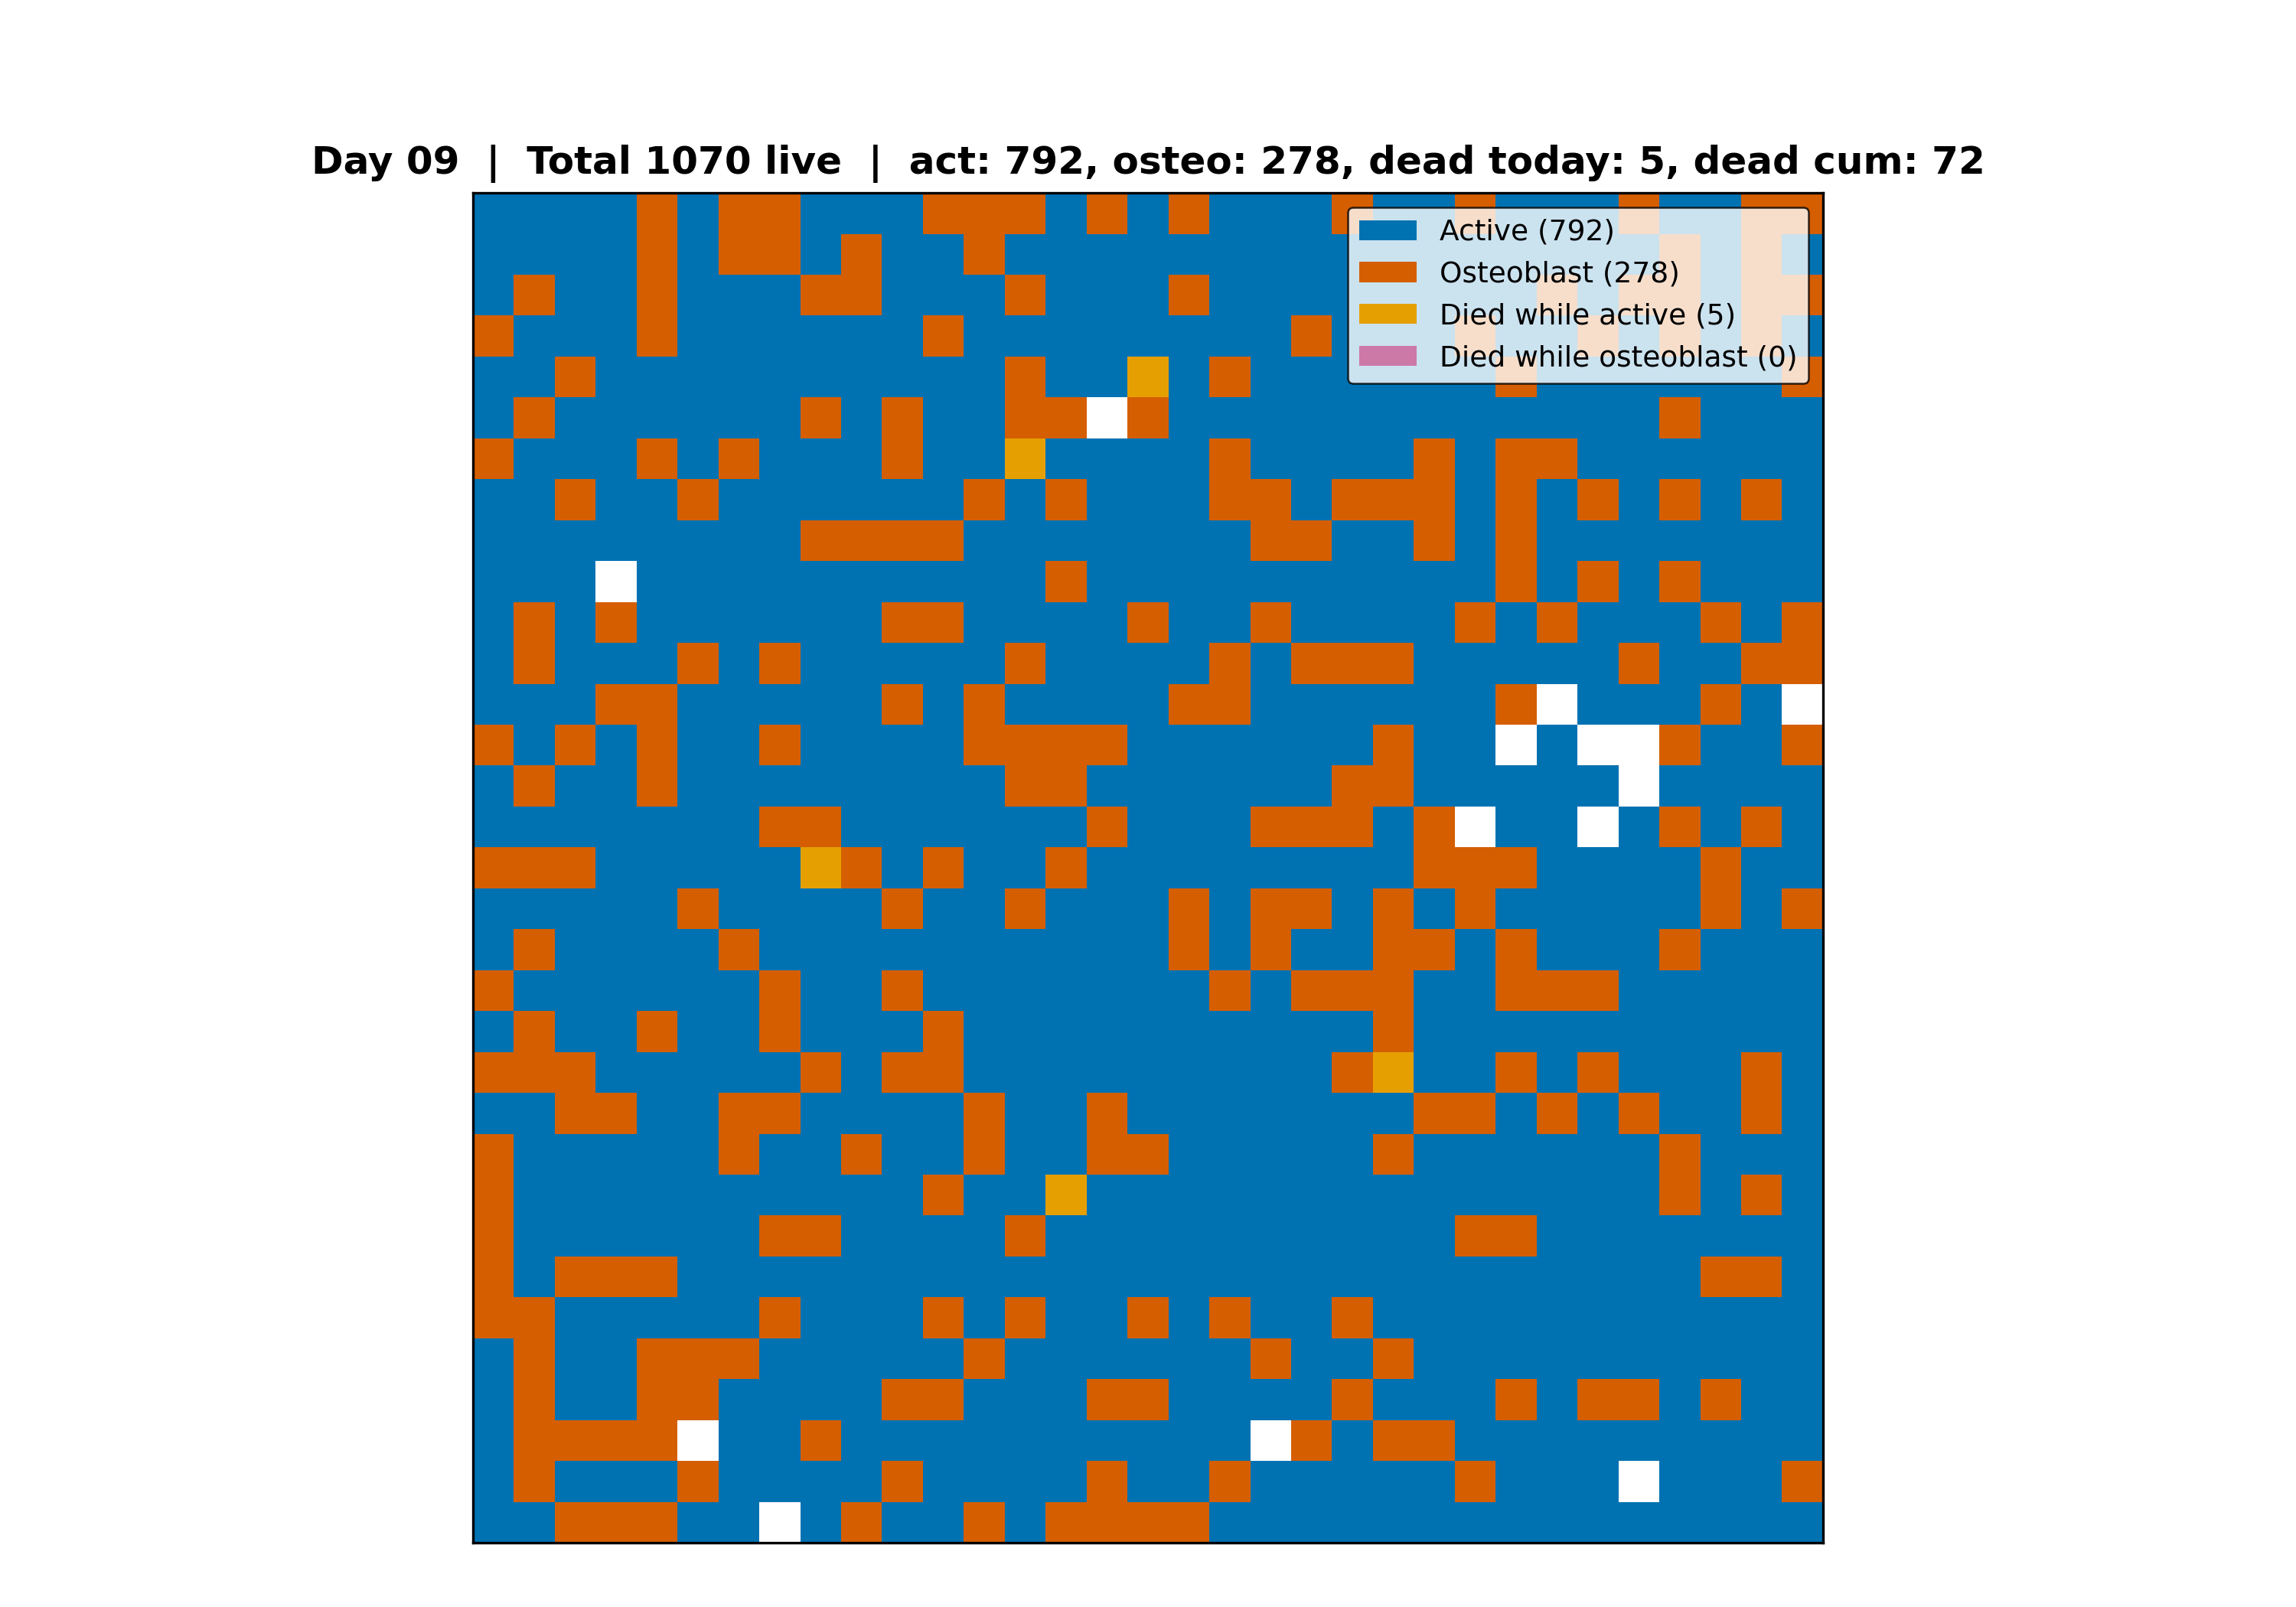 Day 09 | Total 1070 live | act: 792, osteo: 278, dead today: 5, dead cum: 72
Active (792)
Osteoblast (278)
Died while active (5)
Died while osteoblast (0)